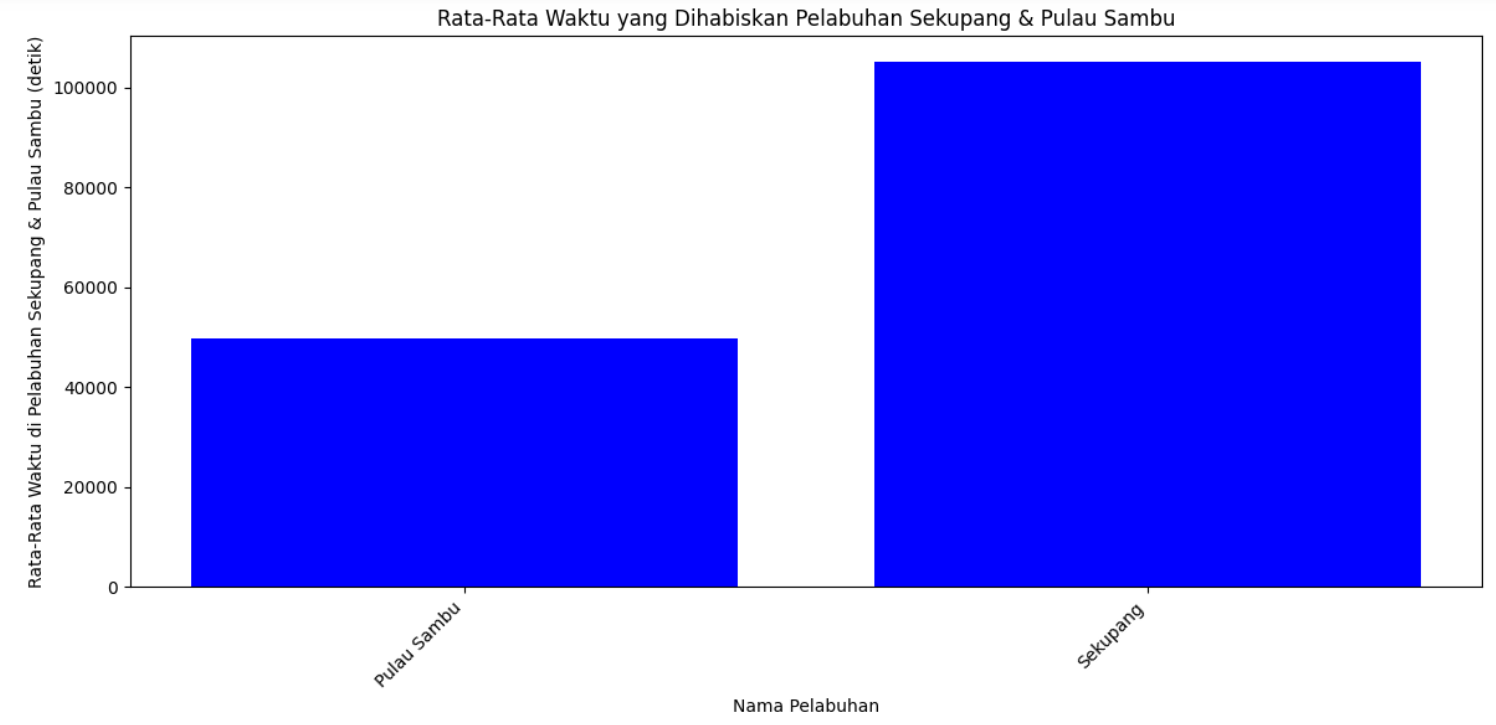 Rata-Rata Waktu yang Dihabiskan Pelabuhan Sekupang & Pulau Sambu
Rata-Rata Waktu di Pelabuhan Sekupang & Pulau Sambu (detik)
100000
80000
60000
40000
20000
0
Pulau Sambu
Sekupang
Nama Pelabuhan